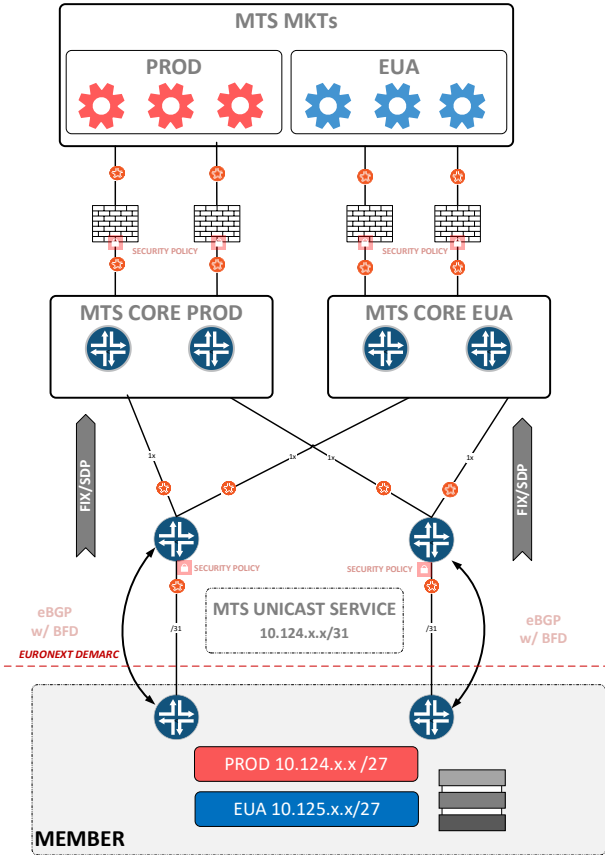 MTS MKTs
PROD
EUA
SECURITY POLICY
SECURITY POLICY
MTS CORE PROD
MTS CORE EUA
FIX/SDP
FIX/SDP
1x
1x
1x
1x
SECURITY POLICY
SECURITY POLICY
eBGP
w/ BFD
MTS UNICAST SERVICE
10.124.x.x/31
eBGP
w/ BFD
/31
/31
EURONEXT DEMARC
PROD 10.124.x.x /27
EUA 10.125.x.x/27
MEMBER